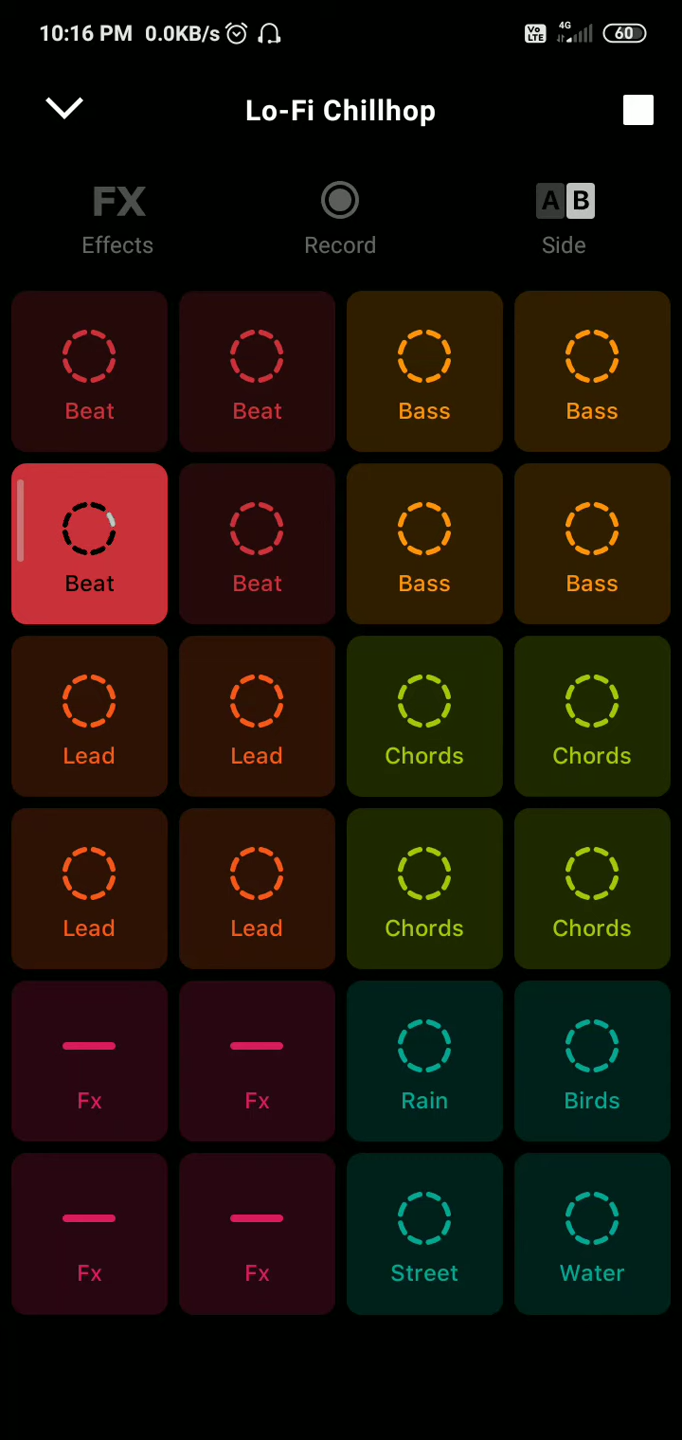 10:16 PM 0.0KB/s Vo LTE 4G 60
Lo-Fi Chillhop
FX A B
Effects Record Side
Beat Beat Bass Bass
Beat Beat Bass Bass
Lead Lead Chords Chords
Lead Lead Chords Chords
Fx Fx Rain Birds
Fx Fx Street Water